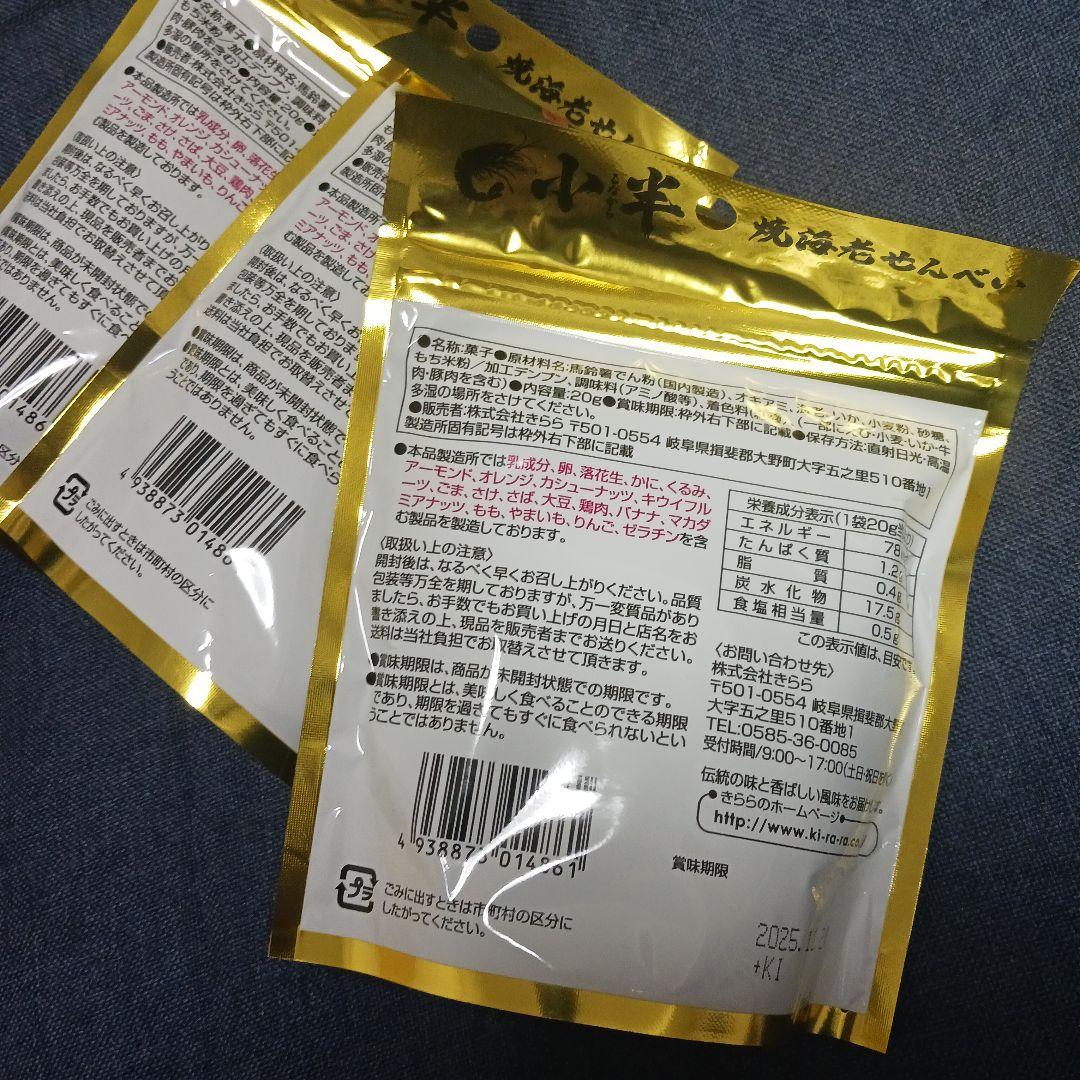 小半
焼海老せんべい
●名称:菓子●原材料名:馬鈴薯でん粉(国内製造)、オキアミ、海老、いか、小麦粉、砂糖、
もち米粉／加工デンプン、調味料(アミノ酸等)、着色料
肉・豚肉を含む)●内容量:20g●賞味期限:枠外右下部に記載●保存方法:直射日光・高温
多湿の場所をさけてください。
●販売者:株式会社きらら 〒501-0554 岐阜県揖斐郡大野町大字五之里510番地1
製造所固有記号は枠外右下部に記載
●本品製造所では乳成分、卵、落花生、かに、くるみ、
アーモンド、オレンジ、カシューナッツ、キウイフル
ーツ、ごま、さけ、さば、大豆、鶏肉、バナナ、マカダ
ミアナッツ、もも、やまいも、りんご、ゼラチンを含
む製品を製造しております。
〈取扱い上の注意〉
開封後は、なるべく早くお召し上がりください。品質
包装等万全を期しておりますが、万一変質品があり
ましたら、お手数でもお買い上げの月日と店名をお
書き添えの上、現品を販売者までお送りください。
送料は当社負担でお取替えさせて頂きます。
●賞味期限は、商品が未開封状態での期限です。
●賞味期限とは、美味しく食べることのできる期限
であり、期限を過ぎてもすぐに食べられないとい
うことではありません。
栄養成分表示(1袋20g
エネルギー 78
たんぱく質 1.2g
脂質 0.4g
炭水化物 17.5g
食塩相当量 0.5g
この表示値は、目安です。
〈お問い合わせ先〉
株式会社きらら
〒501-0554 岐阜県揖斐郡大
大字五之里510番地1
TEL:0585-36-0085
受付時間/9:00〜17:00(土日・祝日
伝統の味と香ばしい風味をお届け
●きららのホームページ●
http://www.ki-ra-ra.co.
賞味期限
2025.
+KI
4 938873 014861
プラ
ごみに出すときは市町村の区分に
したがってください。